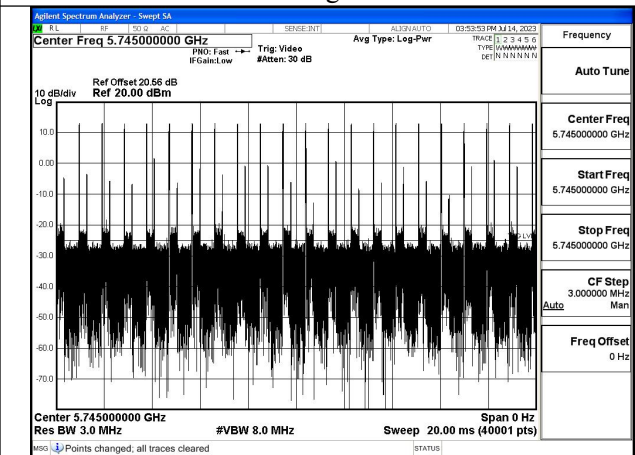 Agilent Spectrum Analyzer - Swept SA
RL RF 50 Ω AC SENSE:INT ALIGN AUTO 03:53:53 PM Jul 14, 2023
Center Freq 5.745000000 GHz
PNO: Fast
IFGain:Low
Trig: Video
#Atten: 30 dB
Avg Type: Log-Pwr
TRACE 1 2 3 4 5 6
TYPE
DET N N N N N N
Ref Offset 20.56 dB
10 dB/div Ref 20.00 dBm
Log
10.0
0.00
-10.0
-20.0
-30.0
-40.0
-50.0
-60.0
-70.0
Center 5.745000000 GHz Span 0 Hz
Res BW 3.0 MHz #VBW 8.0 MHz Sweep 20.00 ms (40001 pts)
MSG Points changed; all traces cleared STATUS
Frequency
Auto Tune
Center Freq
5.745000000 GHz
Start Freq
5.745000000 GHz
Stop Freq
5.745000000 GHz
CF Step
3.000000 MHz
Auto Man
Freq Offset
0 Hz